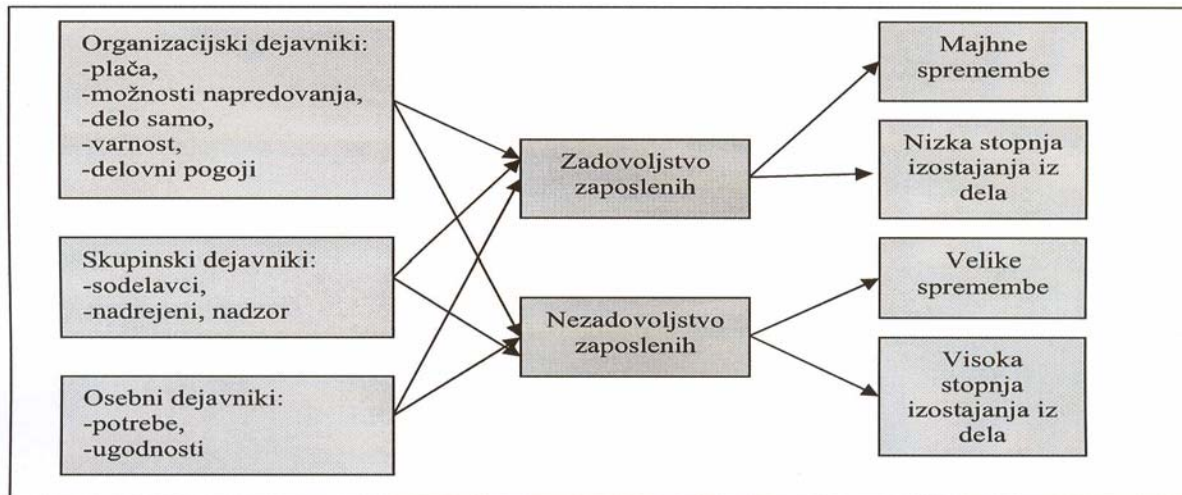 Organizacijski dejavniki:
-plača,
-možnosti napredovanja,
-delo samo,
-varnost,
-delovni pogoji
Skupinski dejavniki:
-sodelavci,
-nadrejeni, nadzor
Osebni dejavniki:
-potrebe,
-ugodnosti
Zadovoljstvo
zaposlenih
Nezadovoljstvo
zaposlenih
Majhne
spremembe
Nizka stopnja
izostajanja iz
dela
Velike
spremembe
Visoka
stopnja
izostajanja iz
dela